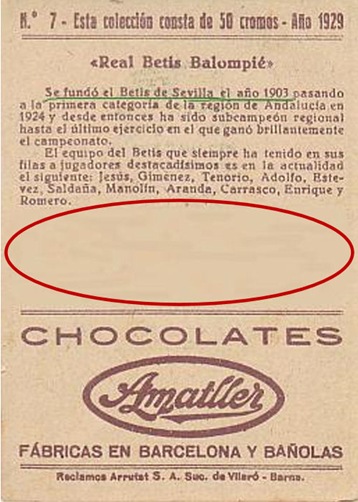 N.º 7 - Esta colección consta de 50 cromos - Año 1929
«Real Betis Balompié»
Se fundó el Betis de Sevilla el año 1903 pasando
a la primera categoría de la región de Andalucía en
1924 y desde entonces ha sido subcampeón regional
hasta el último ejercicio en el que ganó brillantemente
el campeonato.
El equipo del Betis que siempre ha tenido en sus
filas a jugadores destacadísimos es en la actualidad
el siguiente: Jesús, Giménez, Tenorio, Adolfo, Este-
vez, Saldaña, Manolín, Aranda, Carrasco, Enrique y
Romero.
CHOCOLATES
Amatller
FÁBRICAS EN BARCELONA Y BAÑOLAS
Reclamos Arrutat S. A. Suc. de Vilaró - Barna.